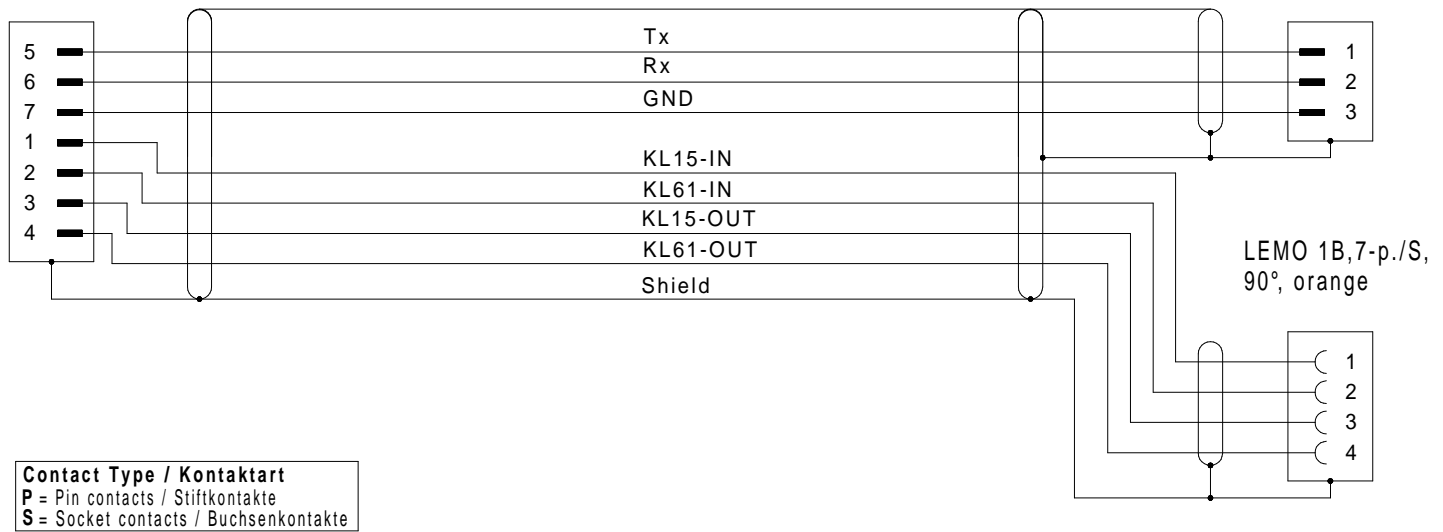 Tx
5 1
Rx
6 2
GND
7 3
1
KL15-IN
2
KL61-IN
3
KL15-OUT
4
KL61-OUT
LEMO 1B,7-p./S,
90°, orange
Shield
1
2
3
4
Contact Type / Kontaktart
P = Pin contacts / Stiftkontakte
S = Socket contacts / Buchsenkontakte